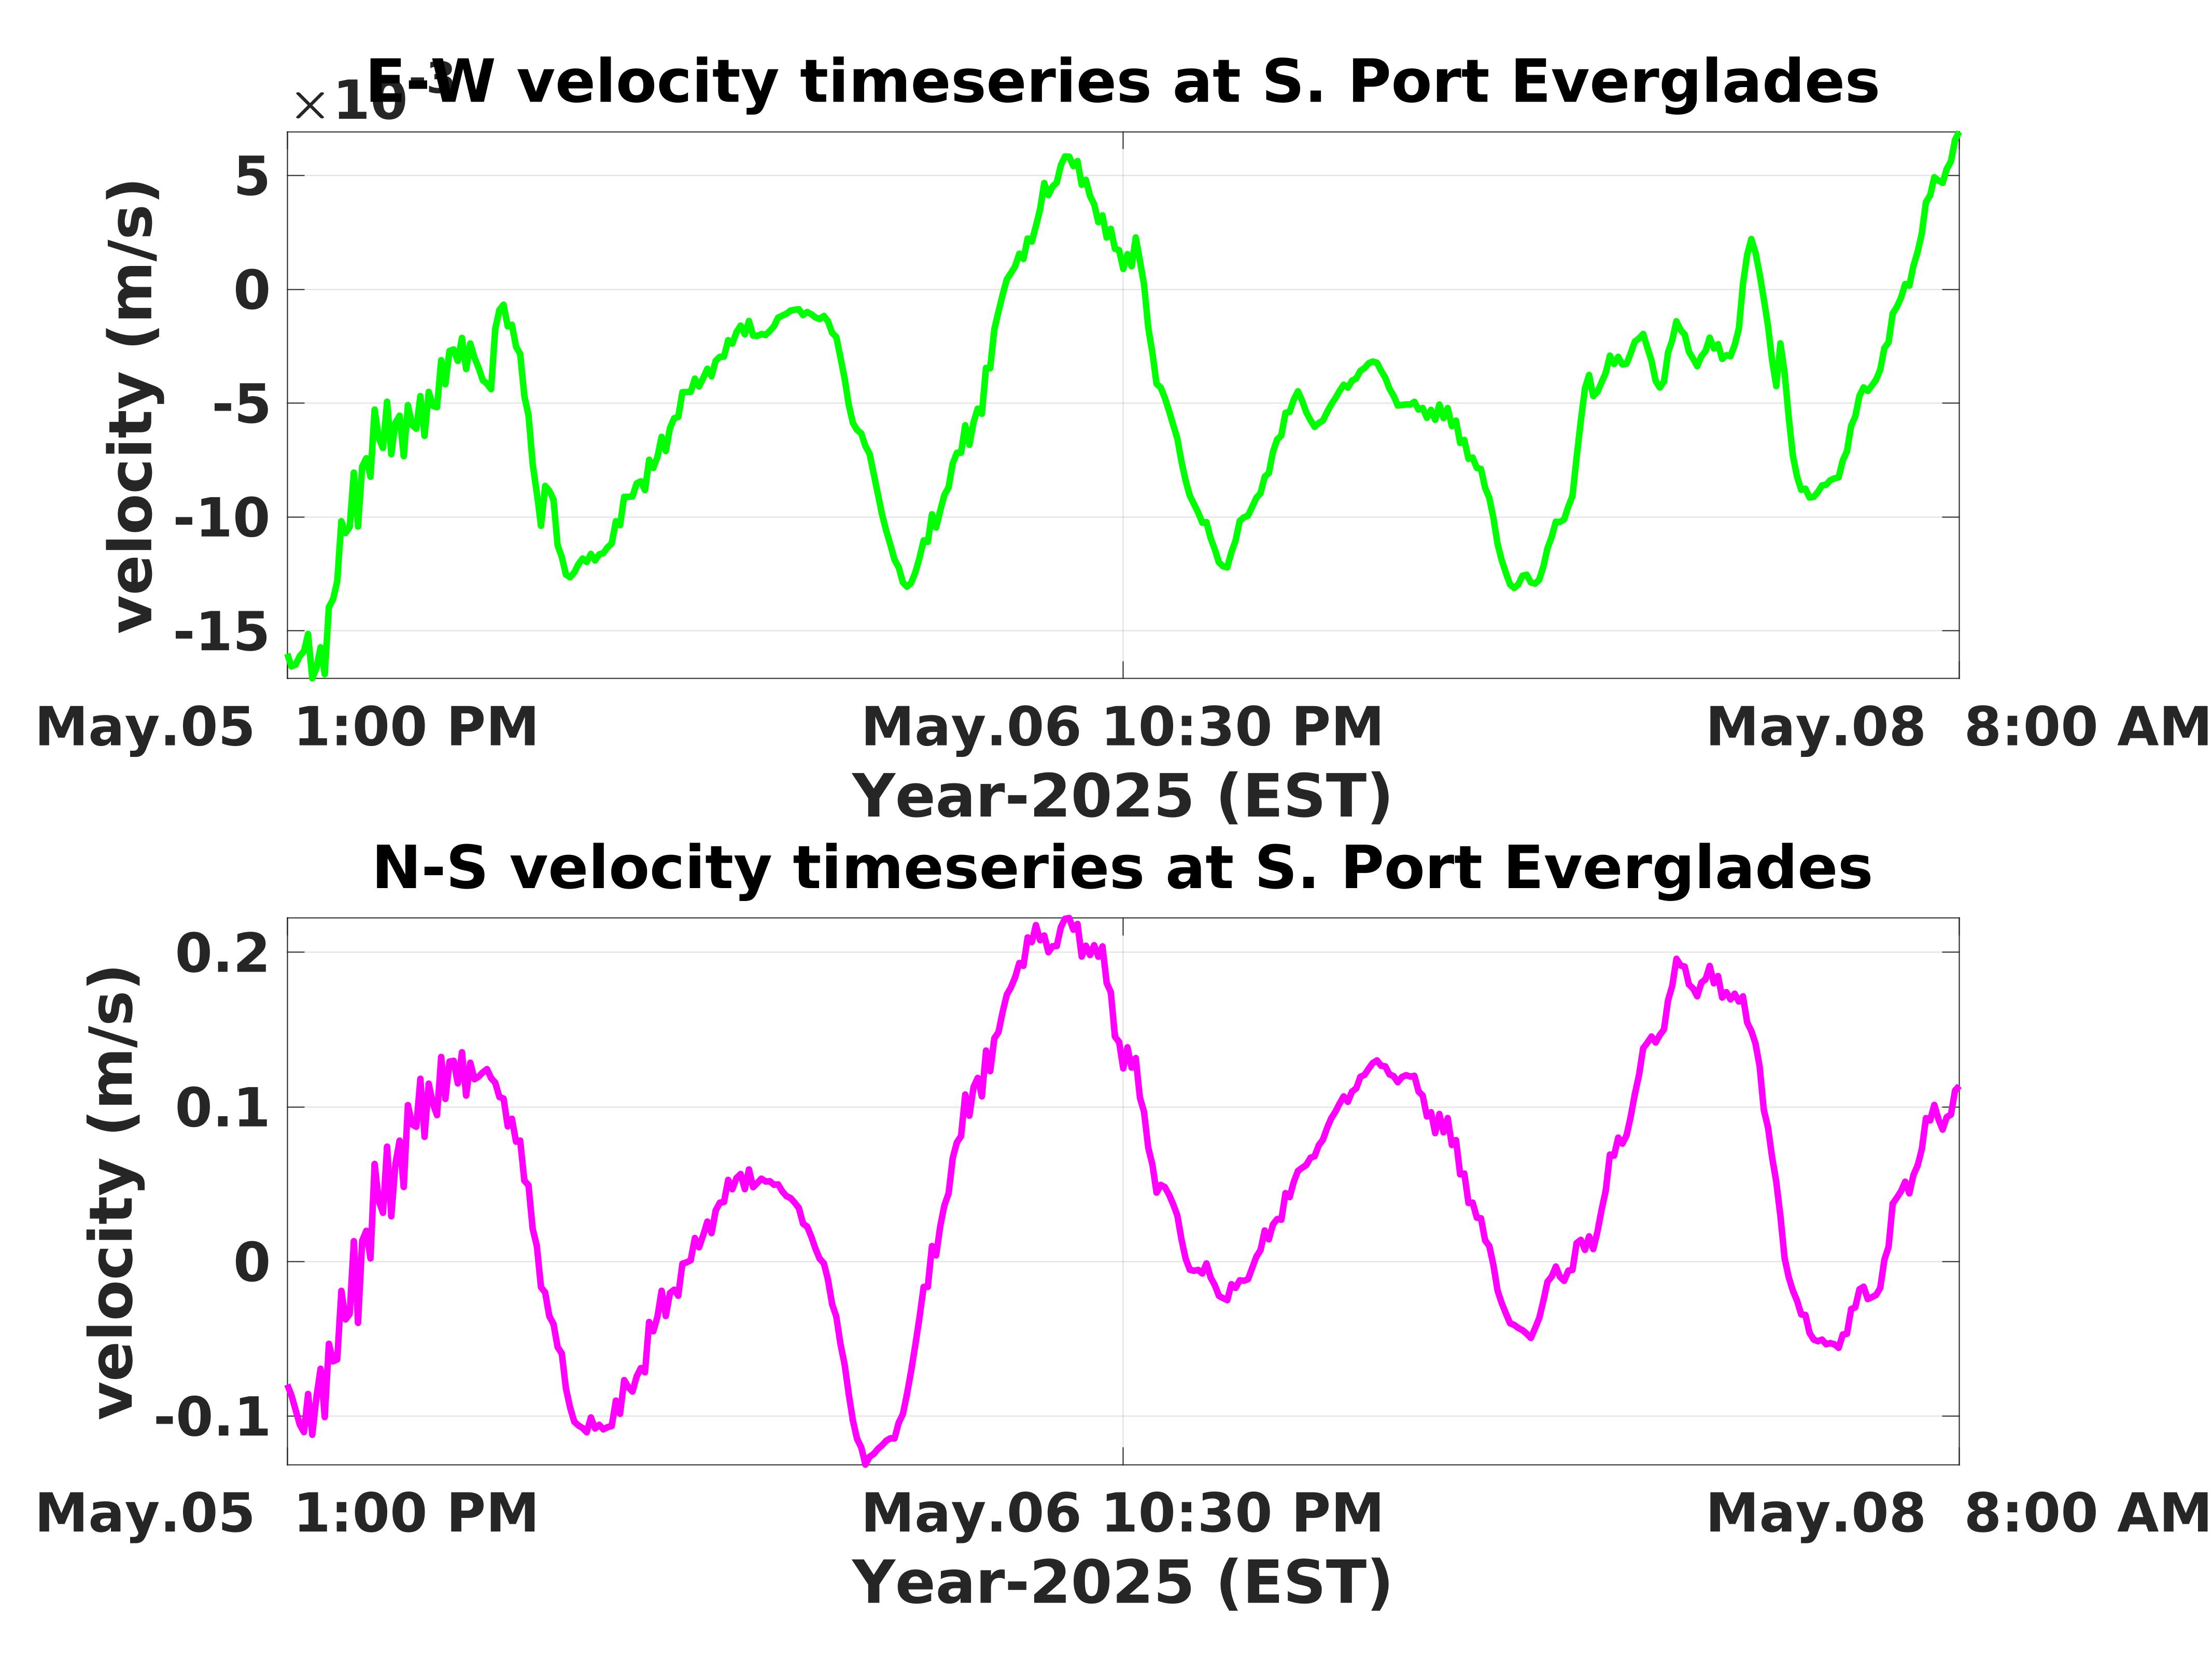 E-W velocity timeseries at S. Port Everglades
×10-3
velocity (m/s)
5
0
-5
-10
-15
May.05 1:00 PM May.06 10:30 PM May.08 8:00 AM
Year-2025 (EST)
N-S velocity timeseries at S. Port Everglades
velocity (m/s)
0.2
0.1
0
-0.1
May.05 1:00 PM May.06 10:30 PM May.08 8:00 AM
Year-2025 (EST)